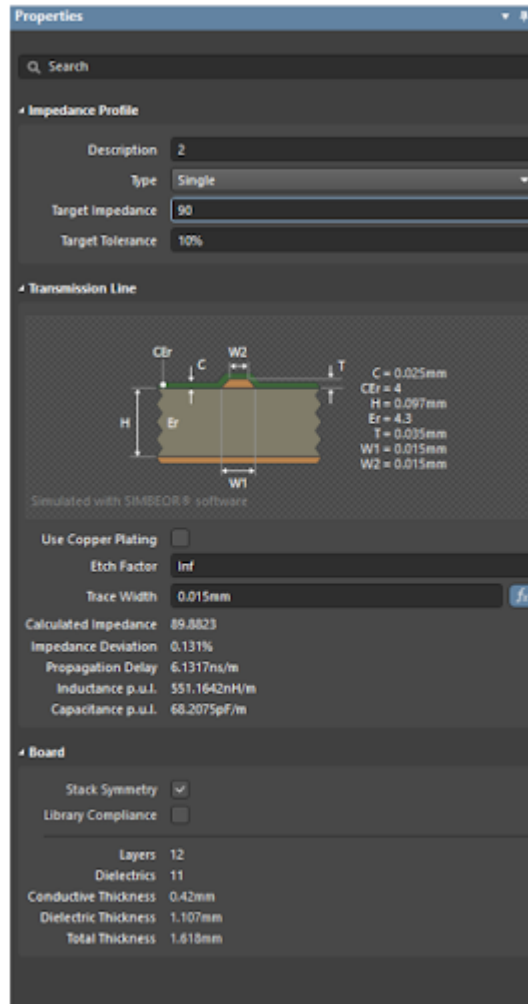 Properties
Search
Impedance Profile
Description 2
Type Single
Target Impedance 90
Target Tolerance 10%
Transmission Line
CEr C W2 T
H Er
W1
C = 0.025mm
CEr = 4
H = 0.097mm
Er = 4.3
T = 0.035mm
W1 = 0.015mm
W2 = 0.015mm
Simulated with SIMBEOR® software
Use Copper Plating
Etch Factor Inf
Trace Width 0.015mm fx
Calculated Impedance 89.8823
Impedance Deviation 0.131%
Propagation Delay 6.1317ns/m
Inductance p.u.l. 551.1642nH/m
Capacitance p.u.l. 68.2075pF/m
Board
Stack Symmetry
Library Compliance
Layers 12
Dielectrics 11
Conductive Thickness 0.42mm
Dielectric Thickness 1.107mm
Total Thickness 1.618mm